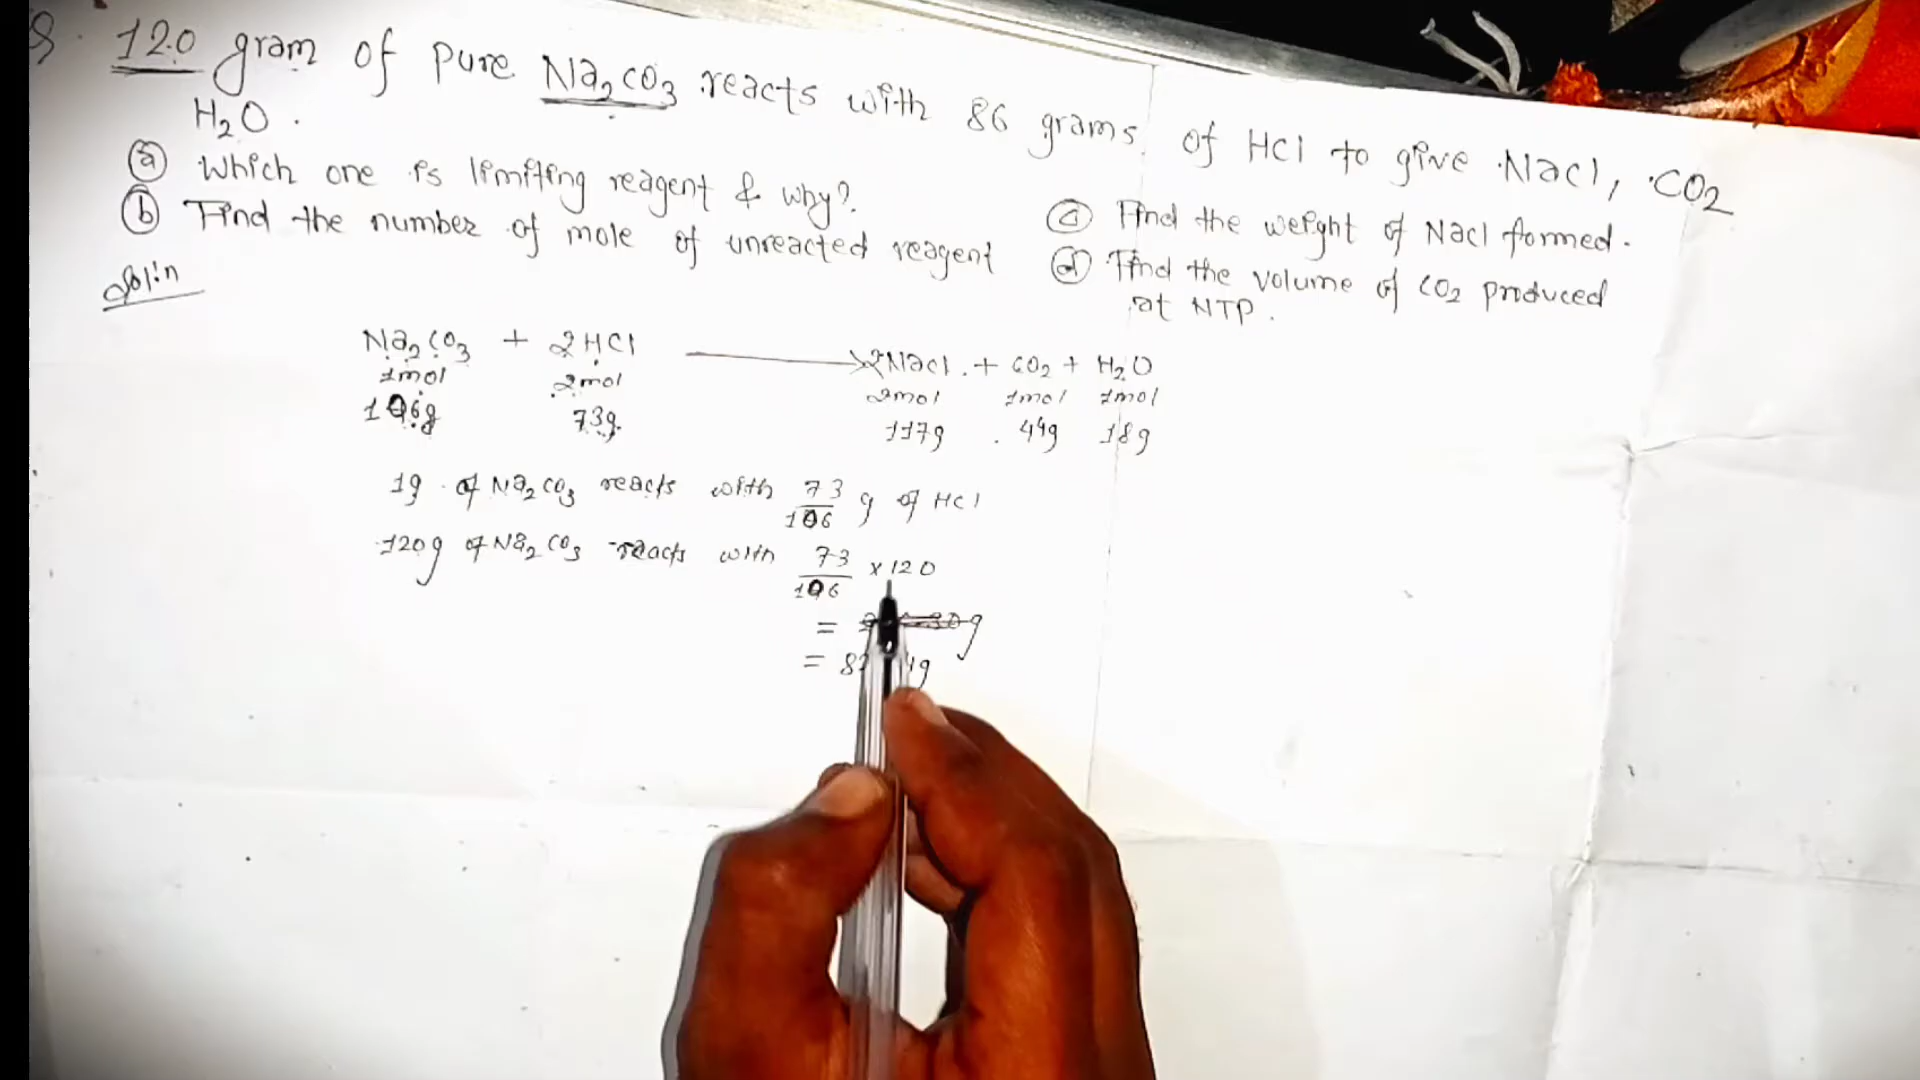 Q. 120 gram of pure Na2CO3 reacts with 86 grams of HCl to give NaCl, CO2
H2O.
(a) Which one is limiting reagent & why?
(b) Find the number of mole of unreacted reagent
(c) Find the weight of NaCl formed.
(d) Find the volume of CO2 produced
at NTP.
Sol:n
Na2CO3 + 2HCl → 2NaCl + CO2 + H2O
1mol 2mol 2mol 1mol 1mol
106g 73g 117g 44g 18g
1g of Na2CO3 reacts with 73/106 g of HCl
120g of Na2CO3 reacts with 73/106 x 120
= g
= 8 4g